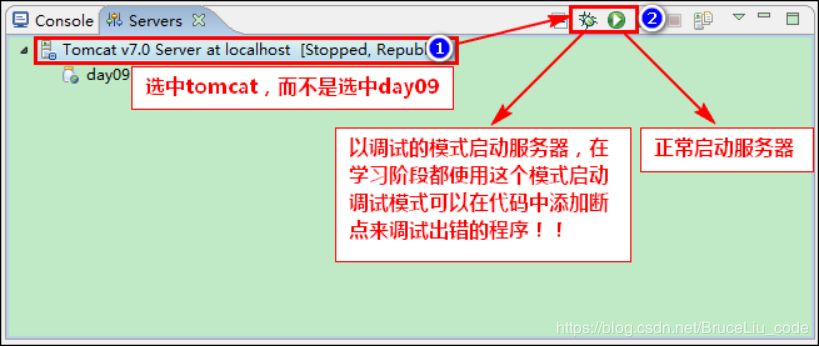 Console Servers
②
Tomcat v7.0 Server at localhost [Stopped, Republ
①
day09
选中tomcat，而不是选中day09
以调试的模式启动服务器，在
学习阶段都使用这个模式启动
调试模式可以在代码中添加断
点来调试出错的程序！！
正常启动服务器
https://blog.csdn.net/BruceLiu_code